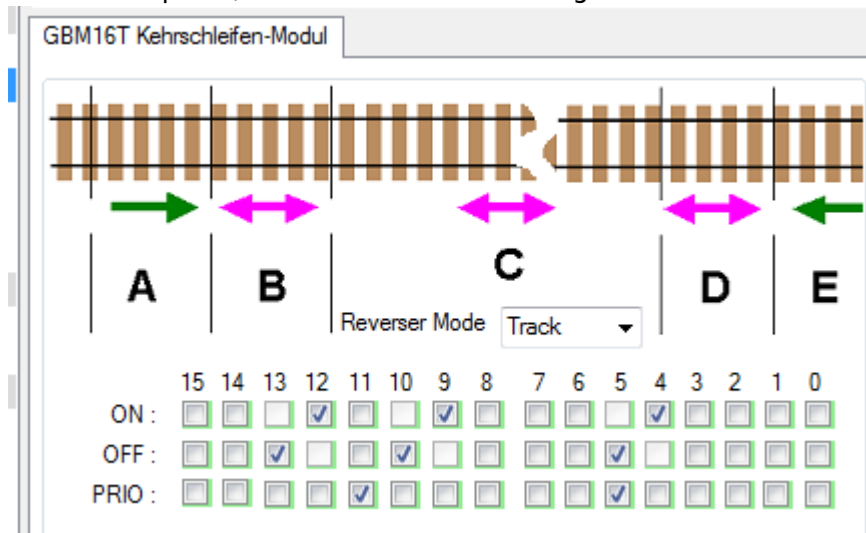 GBM16T Kehrschleifen-Modul
A B C D E
Reverser Mode Track
15 14 13 12 11 10 9 8 7 6 5 4 3 2 1 0
ON :
OFF :
PRIO :